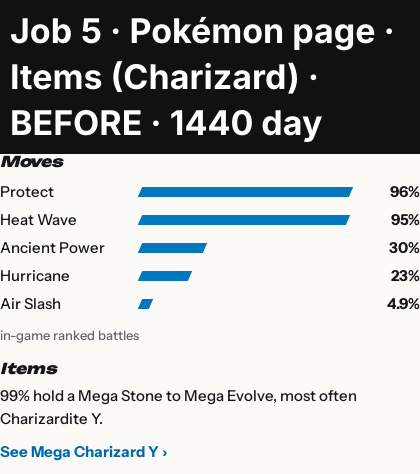 Job 5 · Pokémon page ·
Items (Charizard) ·
BEFORE · 1440 day
Moves
Protect 96%
Heat Wave 95%
Ancient Power 30%
Hurricane 23%
Air Slash 4.9%
in-game ranked battles
Items
99% hold a Mega Stone to Mega Evolve, most often
Charizardite Y.
See Mega Charizard Y ›